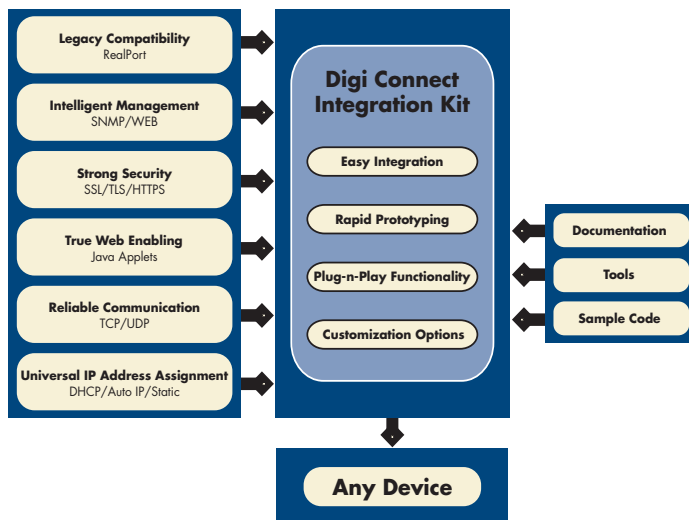 Legacy Compatibility
RealPort
Intelligent Management
SNMP/WEB
Strong Security
SSL/TLS/HTTPS
True Web Enabling
Java Applets
Reliable Communication
TCP/UDP
Universal IP Address Assignment
DHCP/Auto IP/Static
Digi Connect
Integration Kit
Easy Integration
Rapid Prototyping
Plug-n-Play Functionality
Customization Options
Documentation
Tools
Sample Code
Any Device